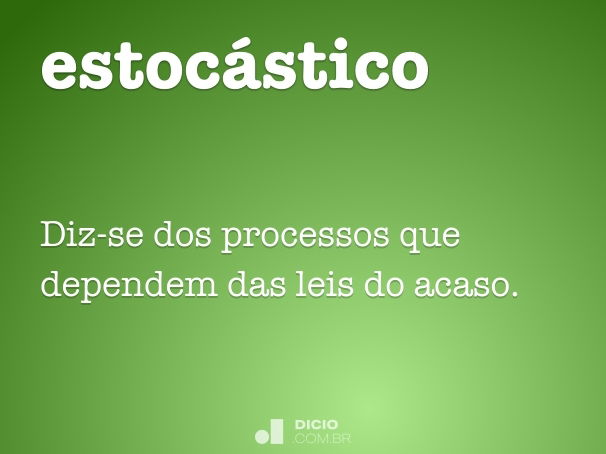 estocástico
Diz-se dos processos que
dependem das leis do acaso.
DICIO
.COM.BR